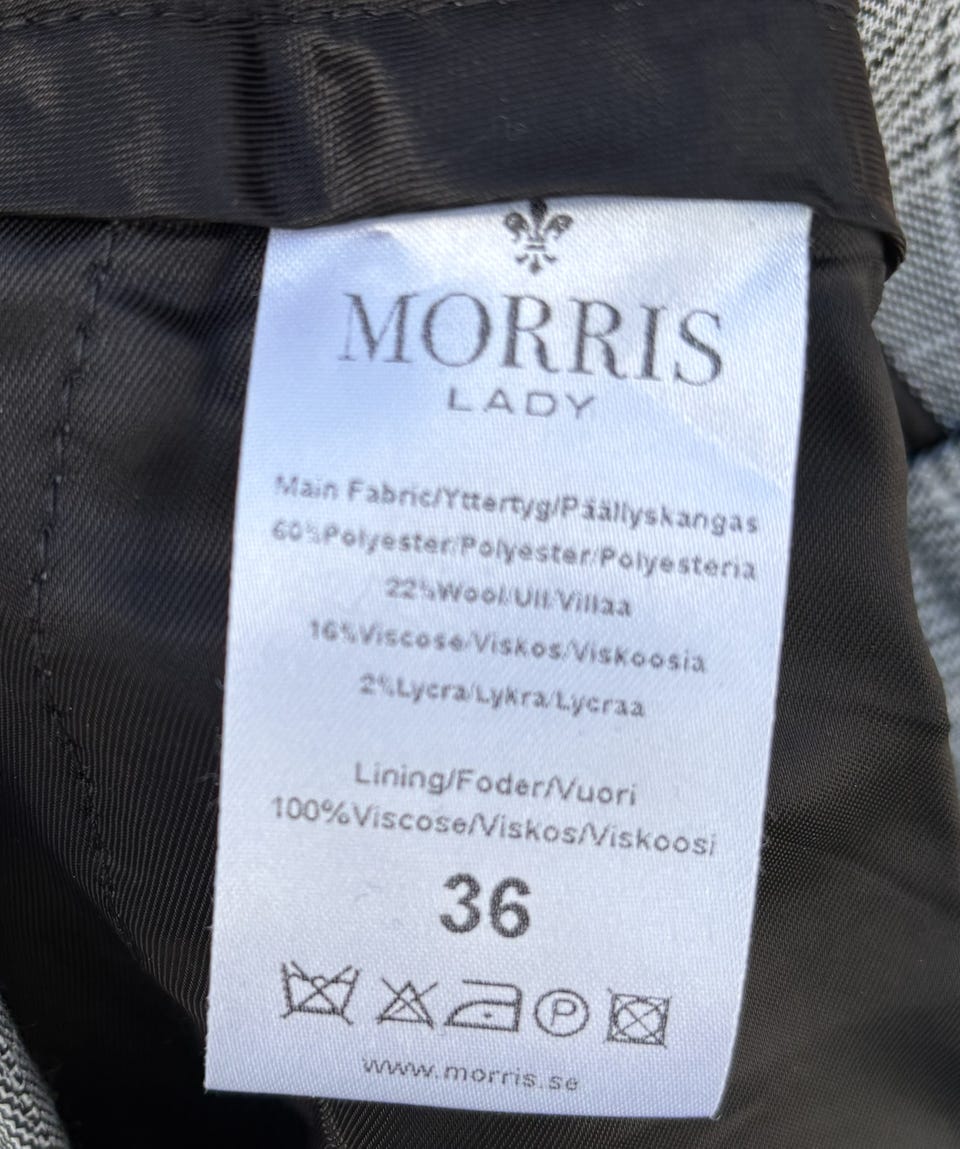 MORRIS
LADY
Main Fabric/Yttertyg/Päällyskangas
60%Polyester/Polyester/Polyesteria
22%Wool/Ull/Villaa
16%Viscose/Viskos/Viskoosia
2%Lycra/Lykra/Lycraa
Lining/Foder/Vuori
100%Viscose/Viskos/Viskoosi
36
P
www.morris.se